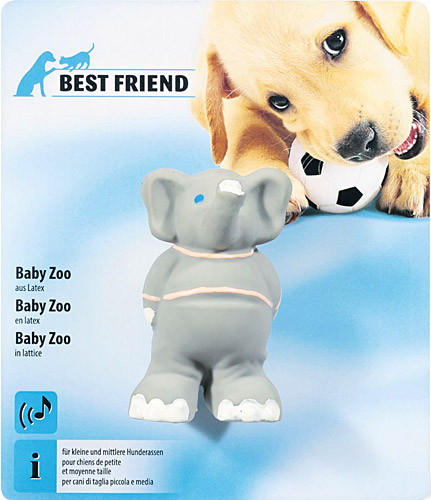 BEST FRIEND
Baby Zoo
aus Latex
Baby Zoo
en latex
Baby Zoo
in lattice
i
für kleine und mittlere Hunderassen
pour chiens de petite
et moyenne taille
per cani di taglia piccola e media